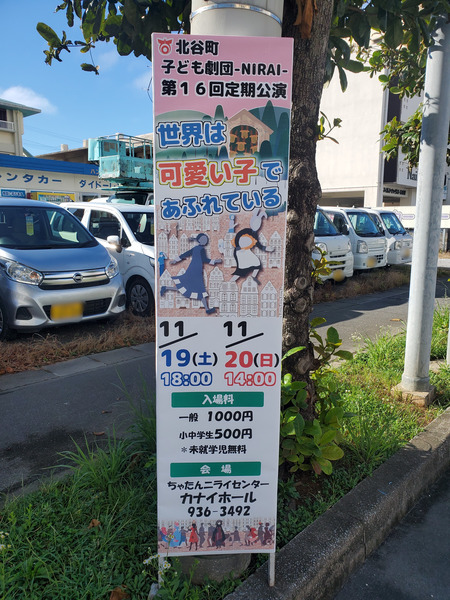 北谷町
子ども劇団-NIRAI-
第16回定期公演
世界は
可愛い子で
あふれている
11/19(土)
18:00
11/20(日)
14:00
入場料
一般 1000円
小中学生500円
*未就学児無料
会場
ちゃたんニライセンター
カナイホール
936-3492
ンタカー